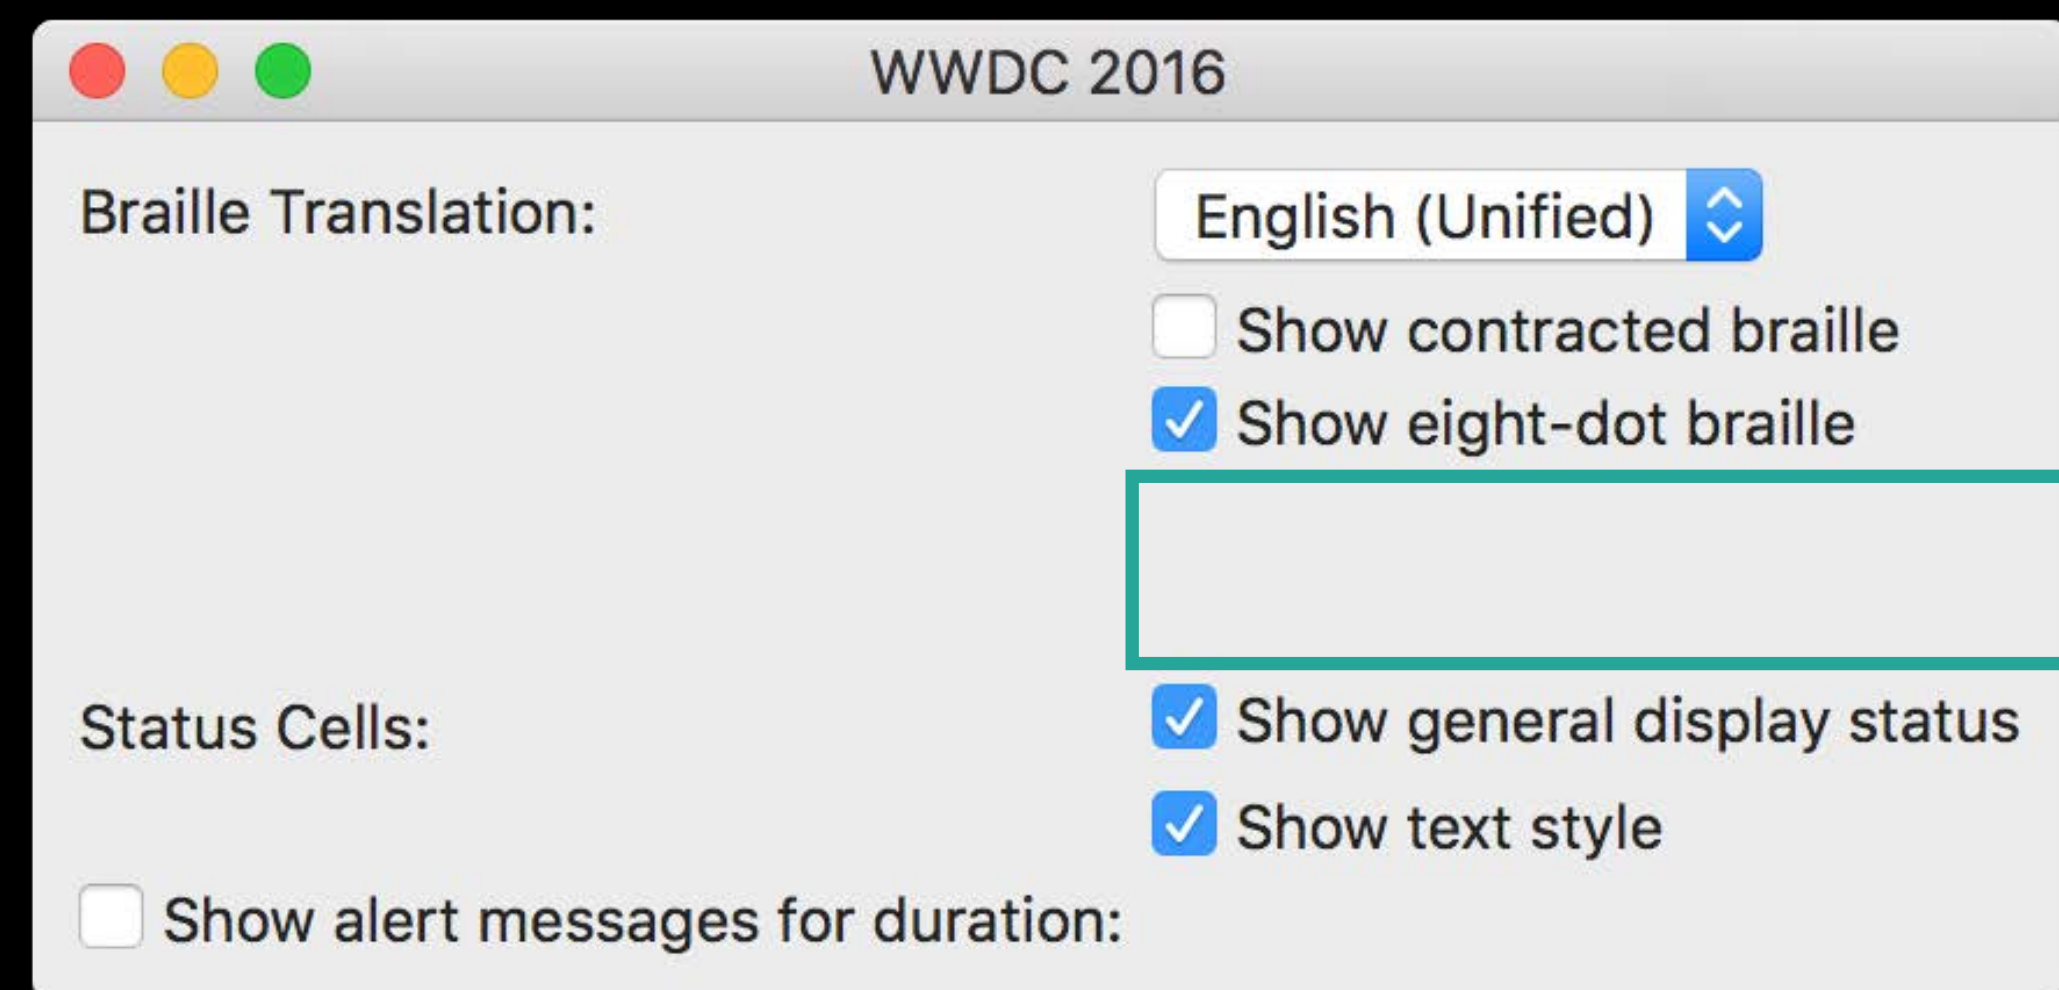 WWDC 2016
Braille Translation: English (Unified)
Show contracted braille
Show eight-dot braille
Status Cells: Show general display status
Show text style
Show alert messages for duration: